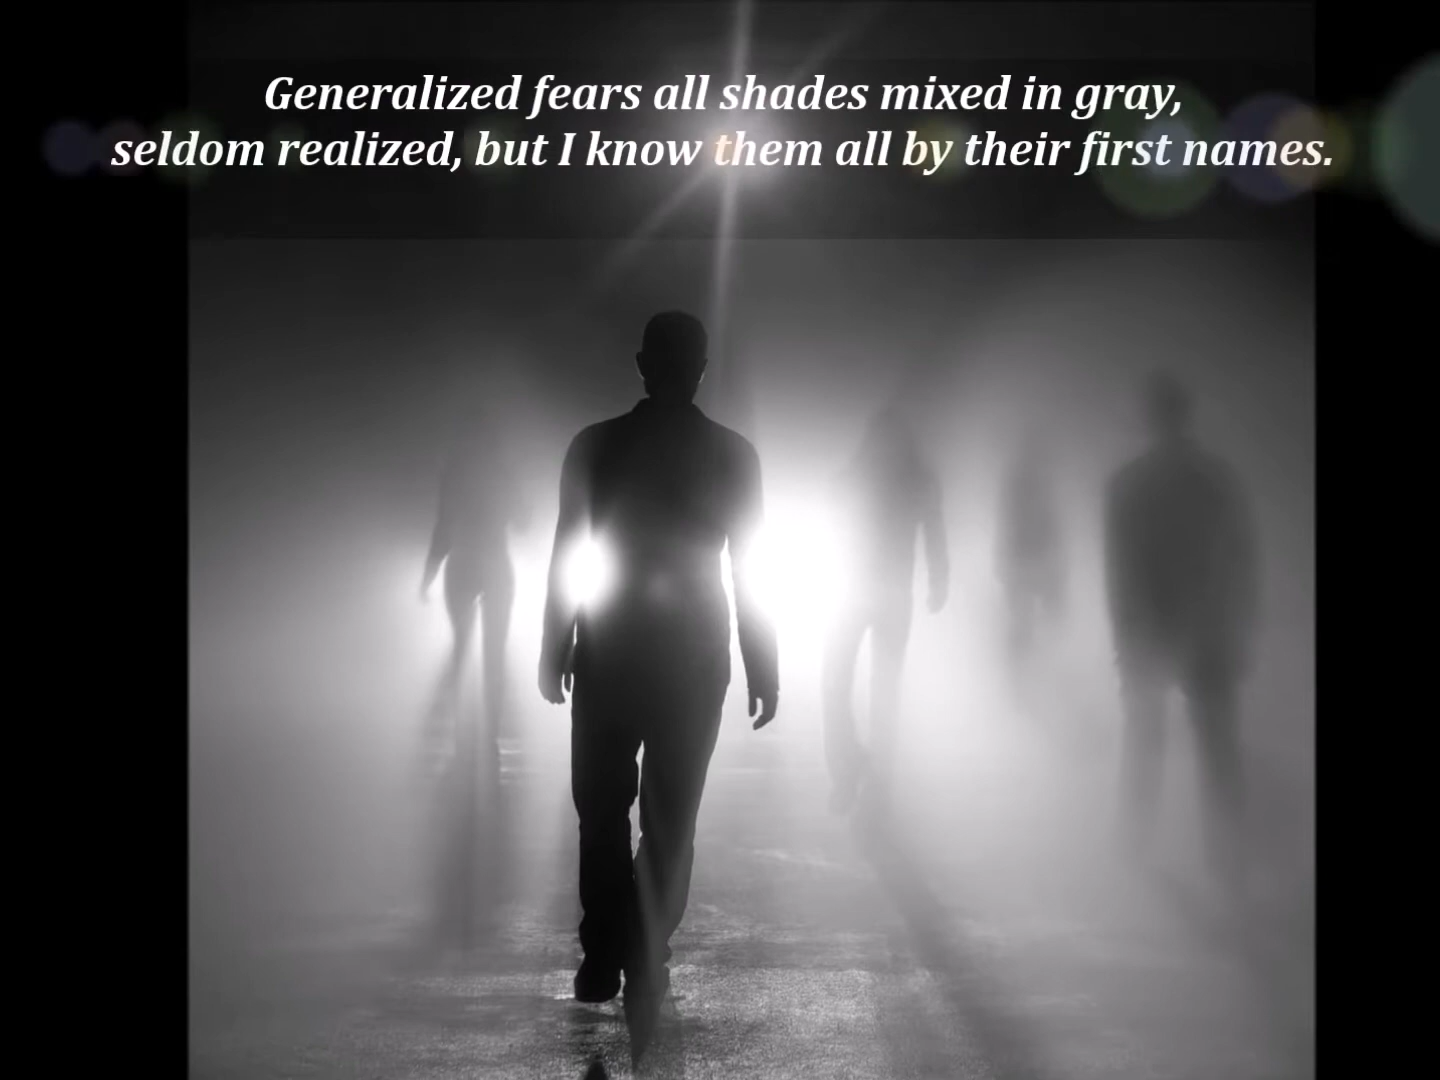 Generalized fears all shades mixed in gray,
seldom realized, but I know them all by their first names.